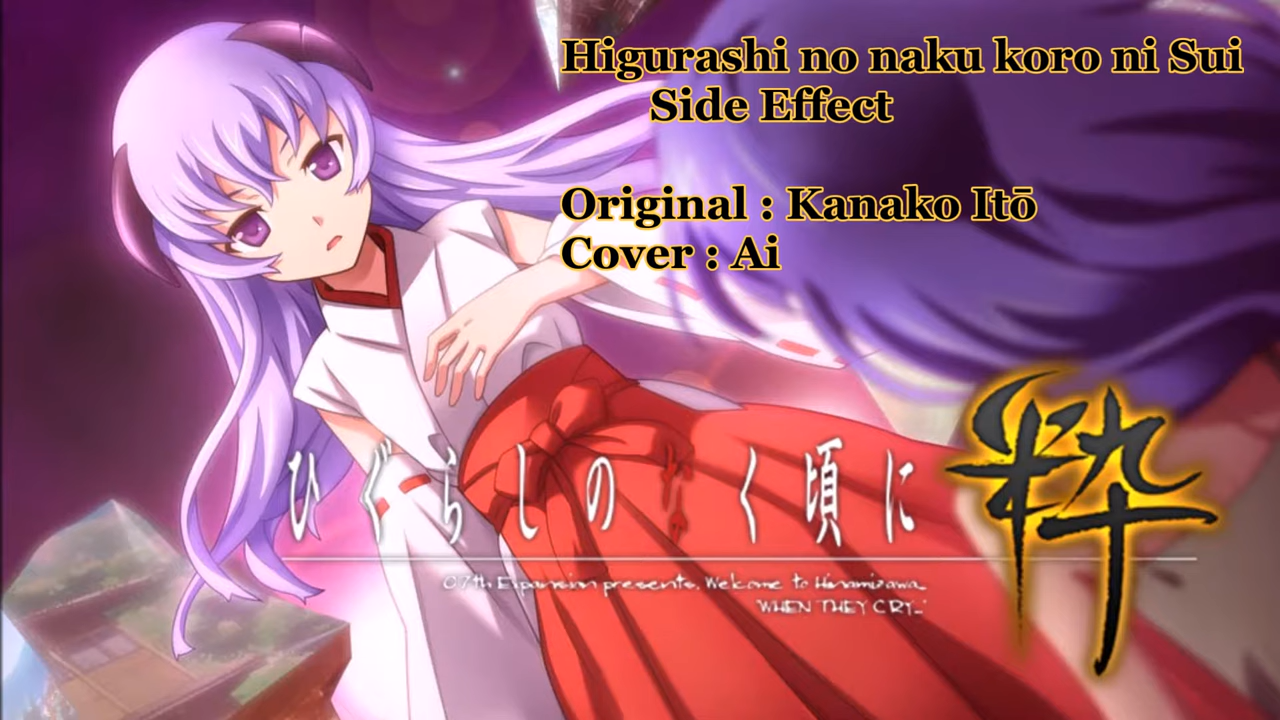 Higurashi no naku koro ni Sui
Side Effect
Original : Kanako Itō
Cover : Ai
ひぐらしのなく頃に粋
07th Expansion presents. Welcome to Hinamizawa...
"WHEN THEY CRY..."